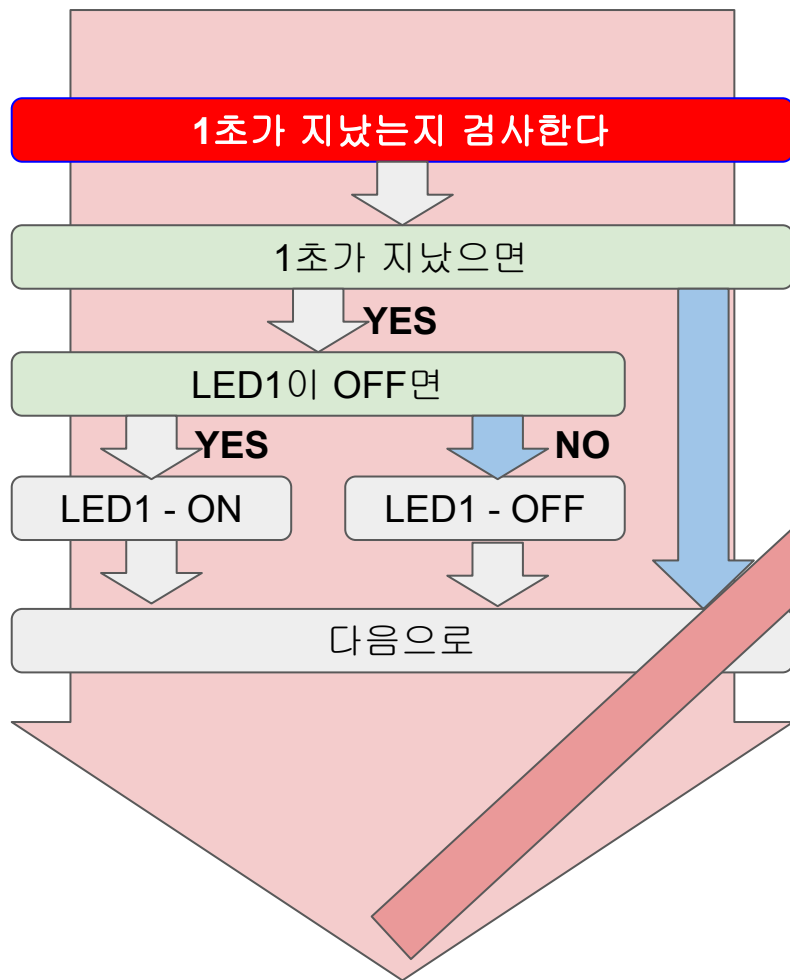 1초가 지났는지 검사한다
1초가 지났으면
YES
LED1이 OFF면
YES
NO
LED1 - ON
LED1 - OFF
다음으로